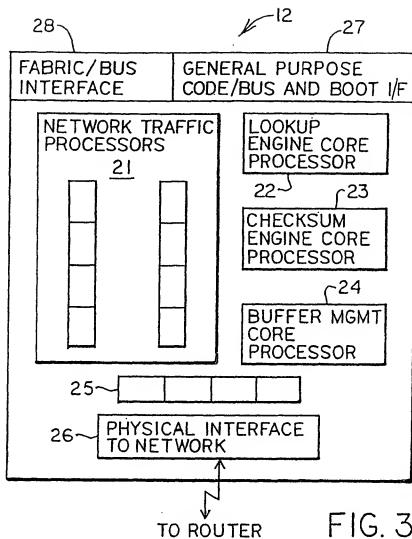 12
28
27
FABRIC/BUS
INTERFACE
GENERAL PURPOSE
CODE/BUS AND BOOT I/F
NETWORK TRAFFIC
PROCESSORS
21
LOOKUP
ENGINE CORE
PROCESSOR
22
23
CHECKSUM
ENGINE CORE
PROCESSOR
24
BUFFER MGMT
CORE
PROCESSOR
25
26
PHYSICAL INTERFACE
TO NETWORK
TO ROUTER
FIG. 3